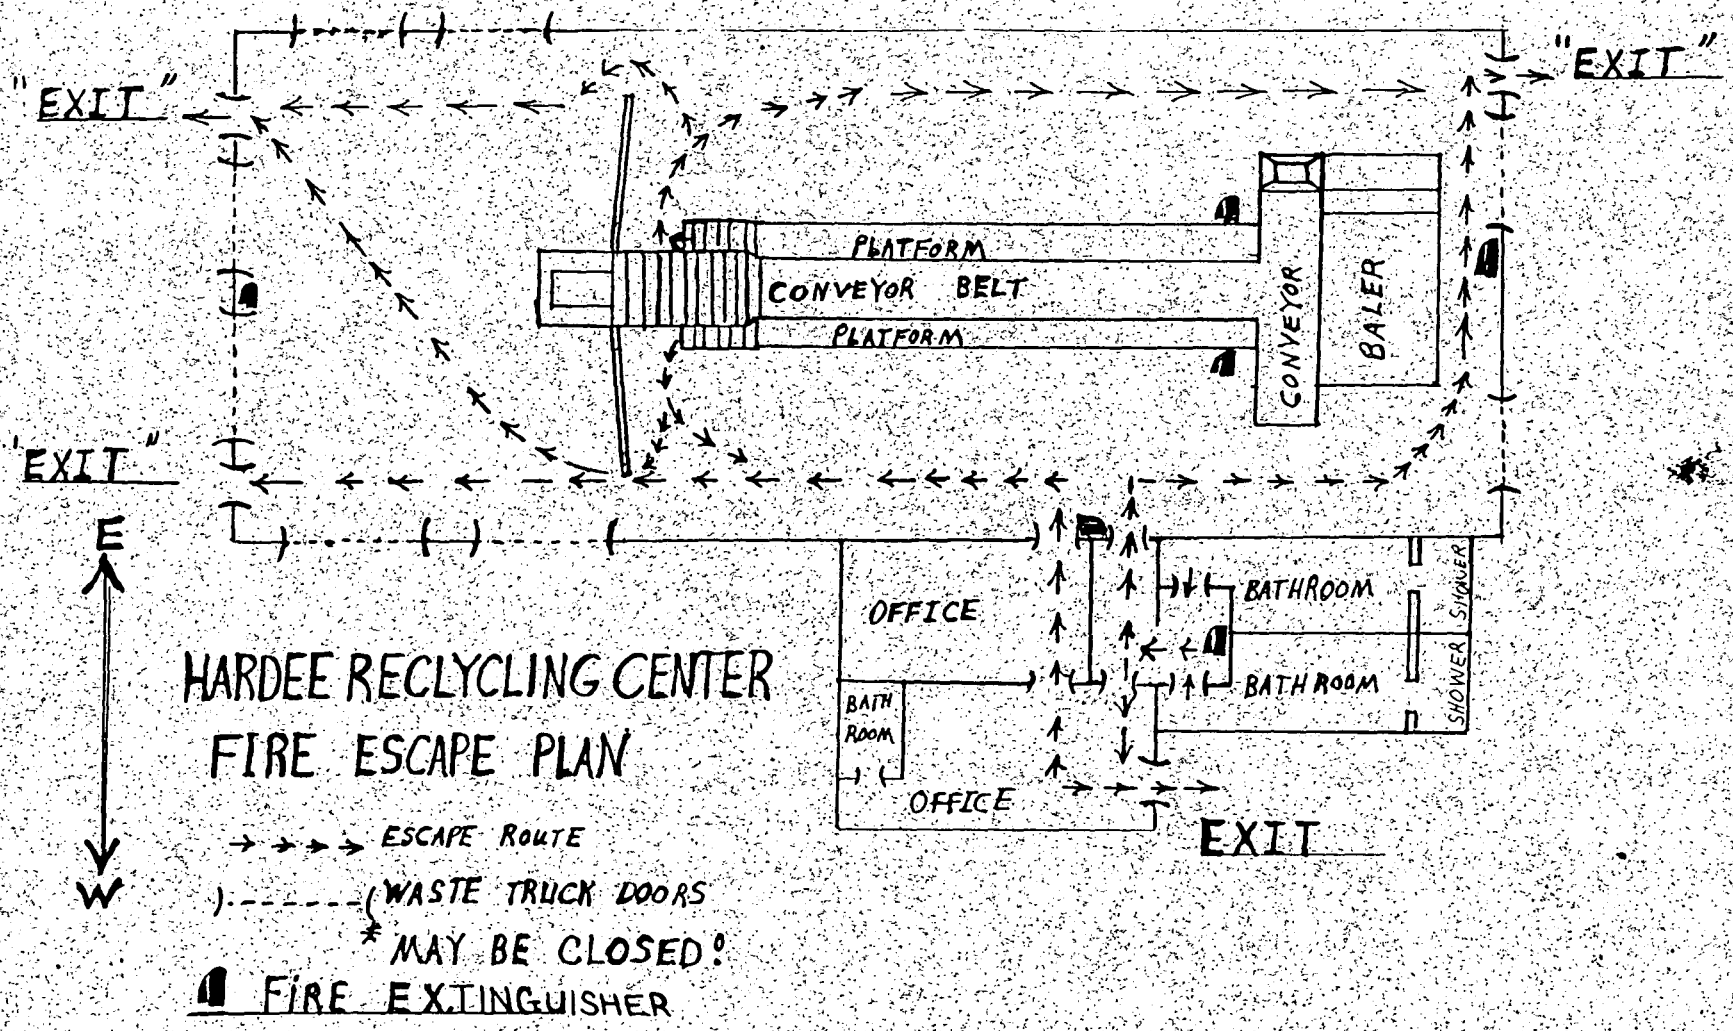 "EXIT"
"EXIT"
PLATFORM
CONVEYOR BELT
PLATFORM
CONVEYOR
BALER
'EXIT"
E
W
OFFICE
BATHROOM
SHOWER
BATHROOM
SHOWER
BATH
ROOM
OFFICE
EXIT
HARDEE RECLYCLING CENTER
FIRE ESCAPE PLAN
ESCAPE ROUTE
WASTE TRUCK DOORS
* MAY BE CLOSED!
FIRE EXTINGUISHER